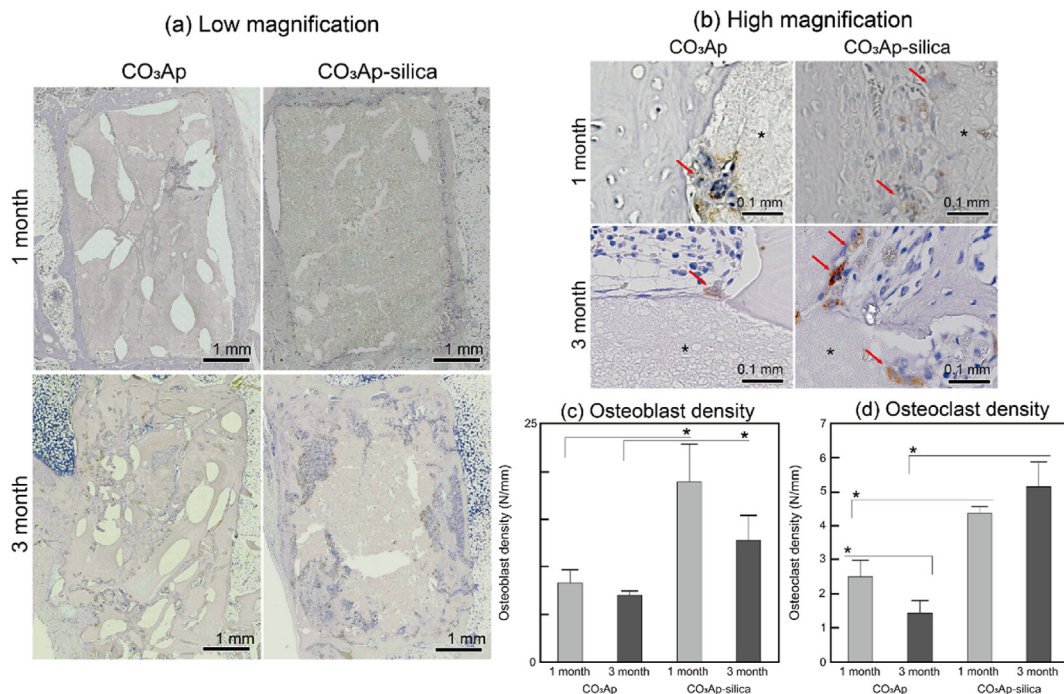 (a) Low magnification
CO₃Ap
CO₃Ap-silica
1 month
1 mm
1 mm
3 month
1 mm
1 mm
(b) High magnification
CO₃Ap
CO₃Ap-silica
1 month
*
0.1 mm
*
0.1 mm
3 month
*
0.1 mm
*
0.1 mm
(c) Osteoblast density
Osteoblast density (N/mm)
25
0
*
*
1 month
3 month
1 month
3 month
CO₃Ap
CO₃Ap-silica
(d) Osteoclast density
Osteoclast density (N/mm)
7
6
5
4
3
2
1
0
*
*
*
1 month
3 month
1 month
3 month
CO₃Ap
CO₃Ap-silica